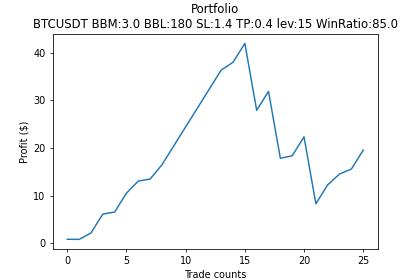 Portfolio
BTCUSDT BBM:3.0 BBL:180 SL:1.4 TP:0.4 lev:15 WinRatio:85.0
Profit ($)
40
30
20
10
0
0 5 10 15 20 25
Trade counts